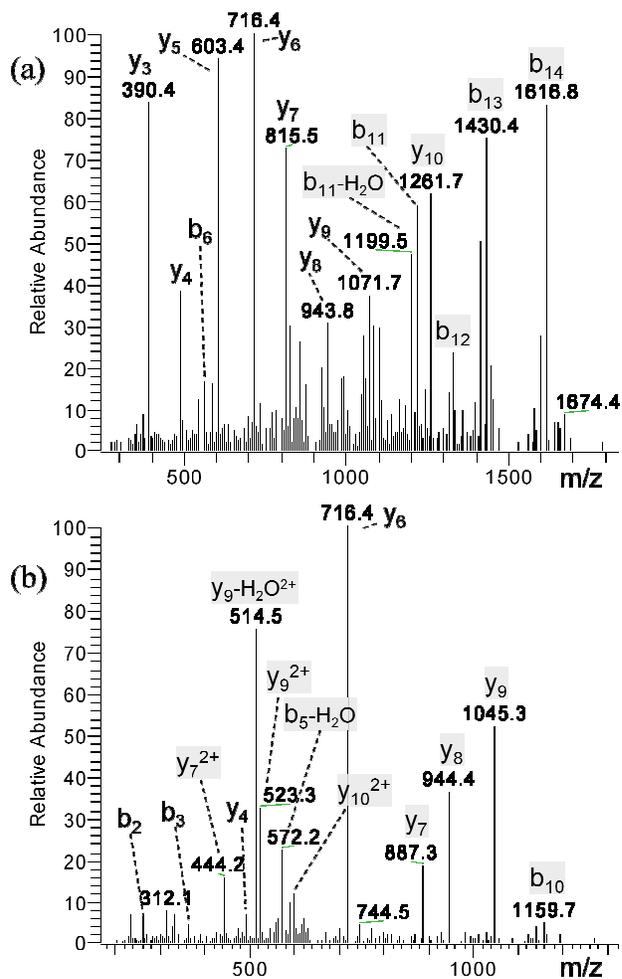 (a)
Relative Abundance
100
90
80
70
60
50
40
30
20
10
0
500
1000
1500
m/z
y₃
390.4
y₄
b₆
y₅
603.4
716.4
y₆
y₇
815.5
y₈
943.8
y₉
1071.7
b₁₁-H₂O
1199.5
b₁₁
y₁₀
1261.7
b₁₂
b₁₃
1430.4
b₁₄
1616.8
1674.4
(b)
Relative Abundance
100
90
80
70
60
50
40
30
20
10
0
500
1000
m/z
b₂
312.1
b₃
y₇²⁺
444.2
y₄
y₉-H₂O²⁺
514.5
y₉²⁺
523.3
b₅-H₂O
572.2
y₁₀²⁺
716.4
y₆
744.5
y₇
887.3
y₈
944.4
y₉
1045.3
b₁₀
1159.7